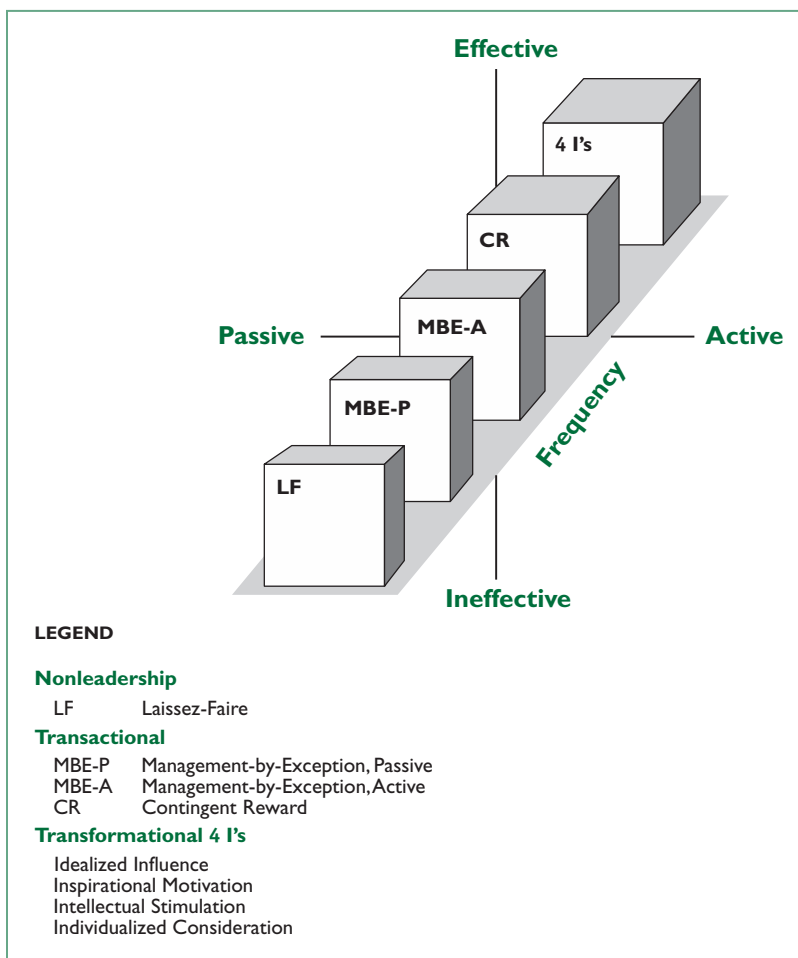 Effective
4 I's
CR
Passive
MBE-A
Active
MBE-P
Frequency
LF
Ineffective
LEGEND
Nonleadership
LF Laissez-Faire
Transactional
MBE-P Management-by-Exception, Passive
MBE-A Management-by-Exception, Active
CR Contingent Reward
Transformational 4 I's
Idealized Influence
Inspirational Motivation
Intellectual Stimulation
Individualized Consideration